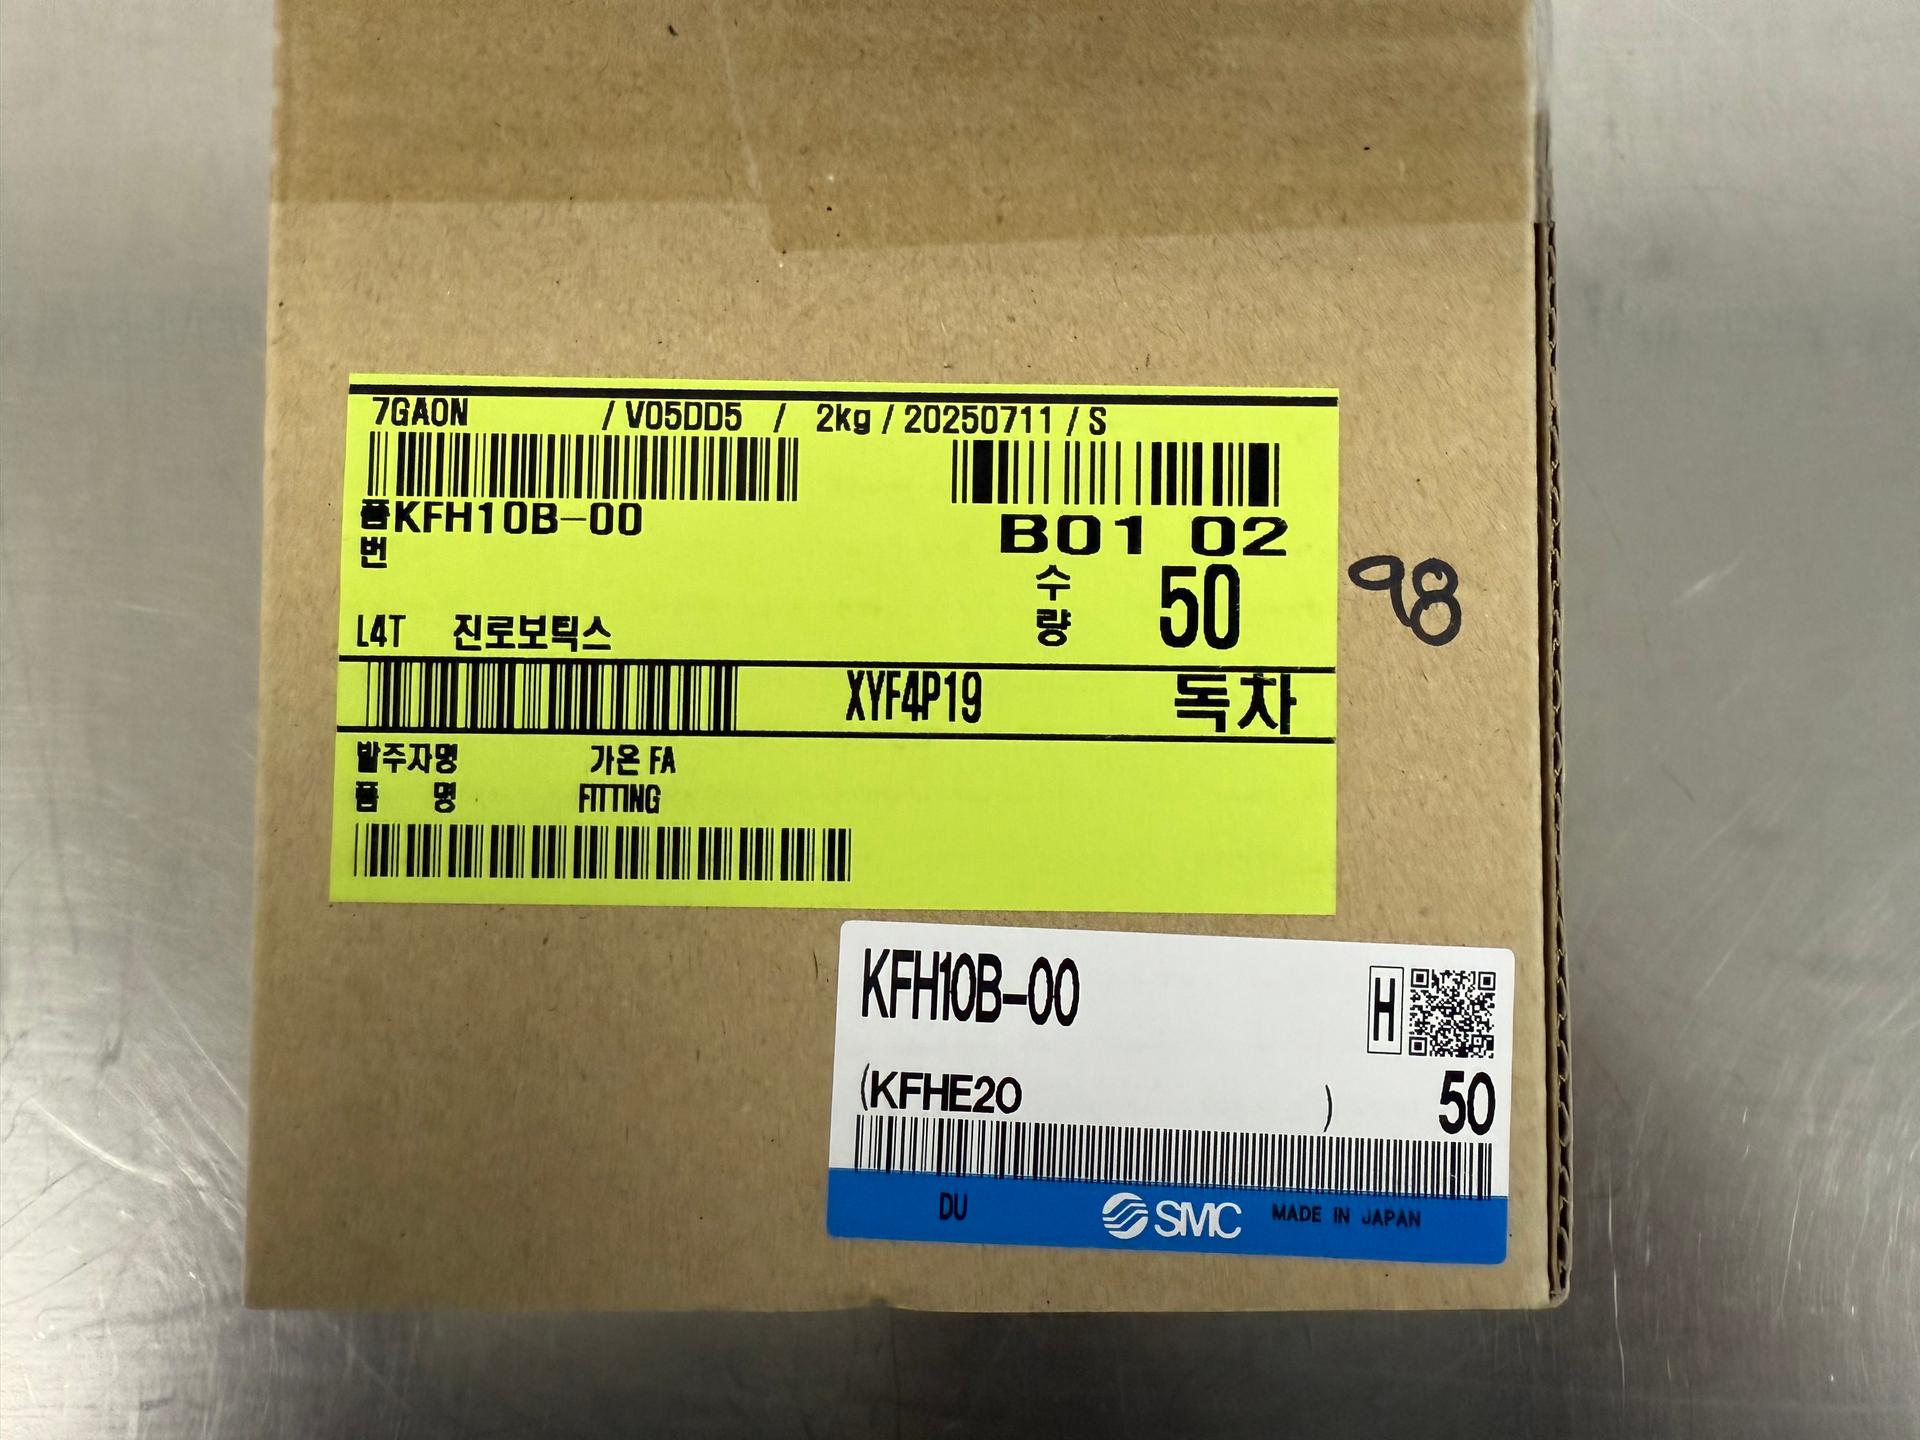 7GAON / V05DD5 / 2kg / 20250711 / S
품번 KFH10B-00
B01 02
수량 50
L4T 진로보틱스
XYF4P19 독차
발주자명 가온 FA
품 명 FITTING
98
KFH10B-00
H
(KFHE20 ) 50
DU SMC MADE IN JAPAN